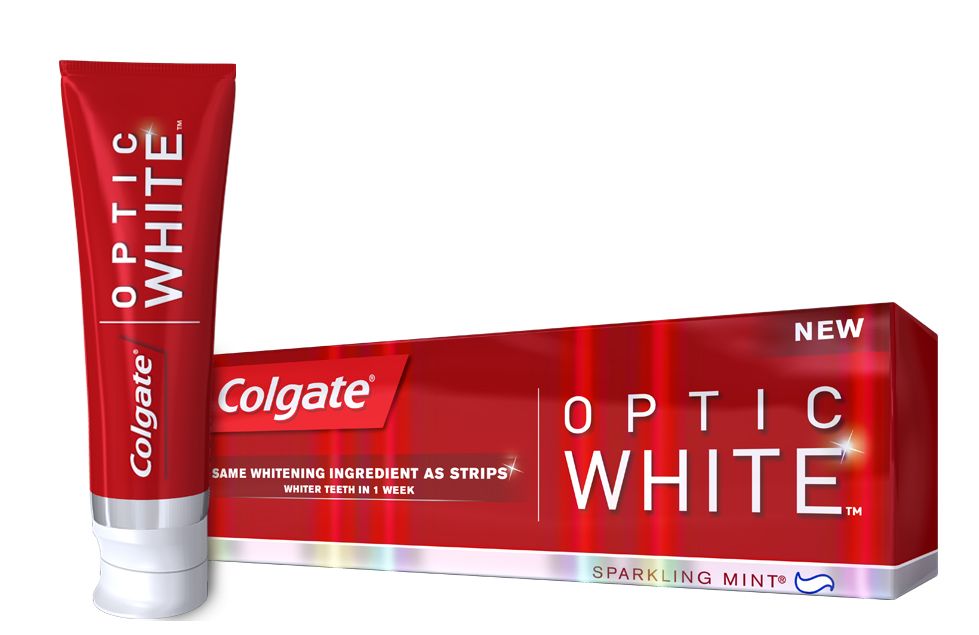 OPTIC
WHITE™
Colgate®
NEW
Colgate®
OPTIC
WHITE™
SAME WHITENING INGREDIENT AS STRIPS
WHITER TEETH IN 1 WEEK
SPARKLING MINT®